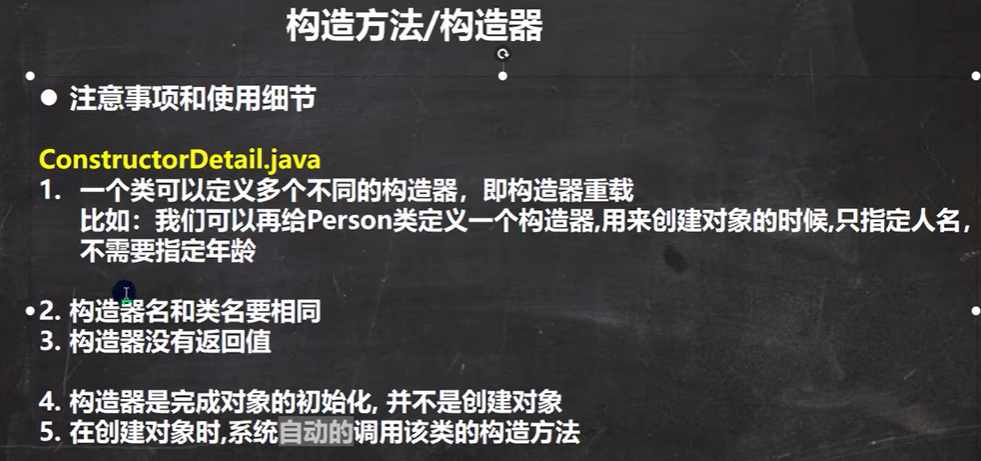 构造方法/构造器
● 注意事项和使用细节
ConstructorDetail.java
1. 一个类可以定义多个不同的构造器，即构造器重载
比如：我们可以再给Person类定义一个构造器,用来创建对象的时候,只指定人名，
不需要指定年龄
2. 构造器名和类名要相同
3. 构造器没有返回值
4. 构造器是完成对象的初始化, 并不是创建对象
5. 在创建对象时,系统自动的调用该类的构造方法